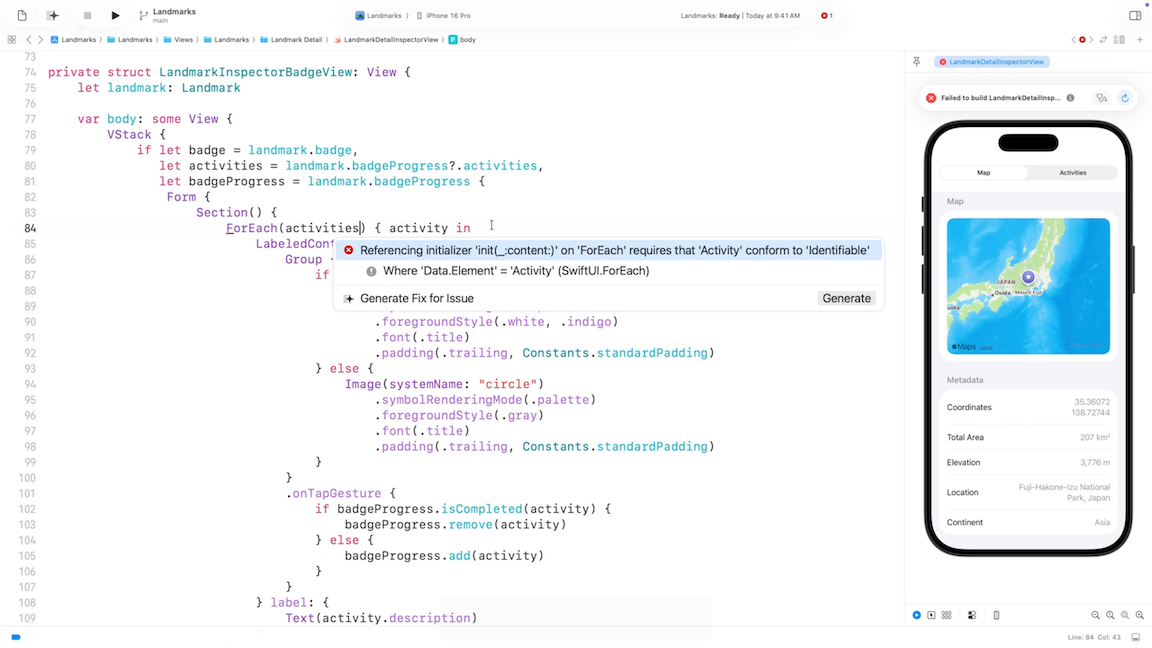 Landmarks
main
Landmarks
iPhone 16 Pro
Landmarks: Ready | Today at 9:41 AM
1
Landmarks
Landmarks
Views
Landmarks
Landmark Detail
LandmarkDetailInspectorView
P body
73
74 private struct LandmarkInspectorBadgeView: View {
75 let landmark: Landmark
76
77 var body: some View {
78 VStack {
79 if let badge = landmark.badge,
80 let activities = landmark.badgeProgress?.activities,
81 let badgeProgress = landmark.badgeProgress {
82 Form {
83 Section() {
84 ForEach(activities) { activity in
85 LabeledCon
86 Group
87 if
Referencing initializer 'init(_:content:)' on 'ForEach' requires that 'Activity' conform to 'Identifiable'
Where 'Data.Element' = 'Activity' (SwiftUI.ForEach)
Generate Fix for Issue
Generate
88
89
90 .foregroundStyle(.white, .indigo)
91 .font(.title)
92 .padding(.trailing, Constants.standardPadding)
93 } else {
94 Image(systemName: "circle")
95 .symbolRenderingMode(.palette)
96 .foregroundStyle(.gray)
97 .font(.title)
98 .padding(.trailing, Constants.standardPadding)
99 }
100 }
101 .onTapGesture {
102 if badgeProgress.isCompleted(activity) {
103 badgeProgress.remove(activity)
104 } else {
105 badgeProgress.add(activity)
106 }
107 }
108 } label: {
109 Text(activity.description)
LandmarkDetailInspectorView
Failed to build LandmarkDetailInsp...
Map
Activities
Map
JAPAN
Osaka
Mount Fuji
Maps
Metadata
Coordinates
35.36072
138.72744
Total Area
207 km²
Elevation
3,776 m
Location
Fuji-Hakone-Izu National
Park, Japan
Continent
Asia
Line: 84 Col: 43